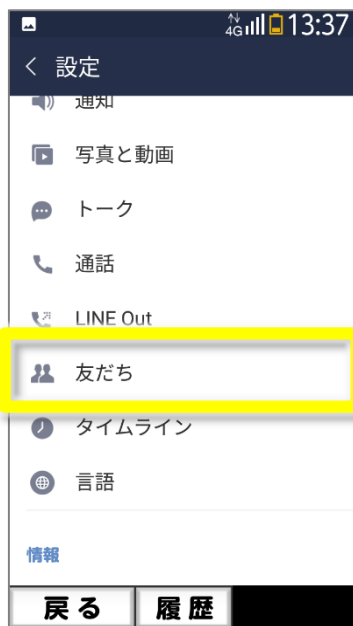 4G 13:37
設定
通知
写真と動画
トーク
通話
LINE Out
友だち
タイムライン
言語
情報
戻る 履歴